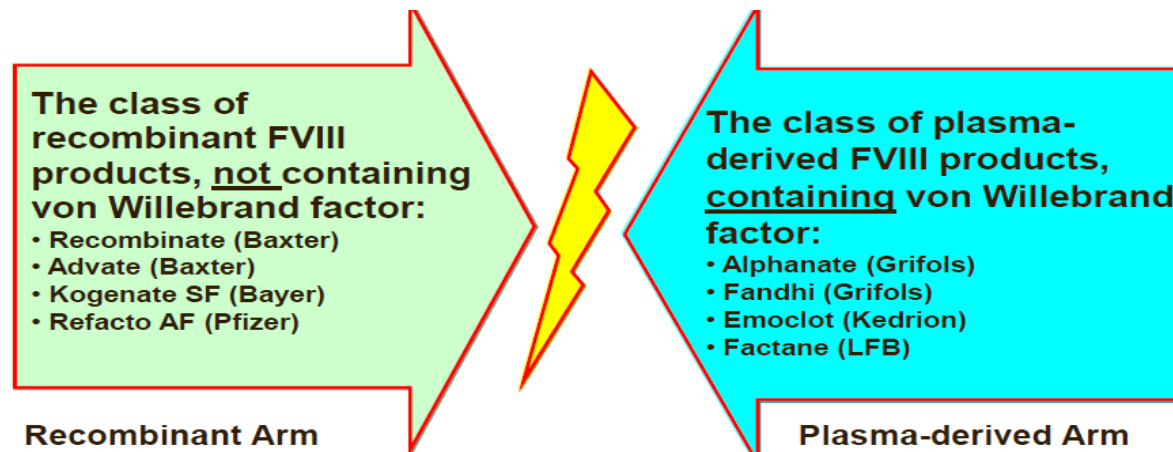 The class of
recombinant FVIII
products, not containing
von Willebrand factor:
• Recombinate (Baxter)
• Advate (Baxter)
• Kogenate SF (Bayer)
• Refacto AF (Pfizer)
Recombinant Arm
The class of plasma-
derived FVIII products,
containing von Willebrand
factor:
• Alphanate (Grifols)
• Fandhi (Grifols)
• Emoclot (Kedrion)
• Factane (LFB)
Plasma-derived Arm